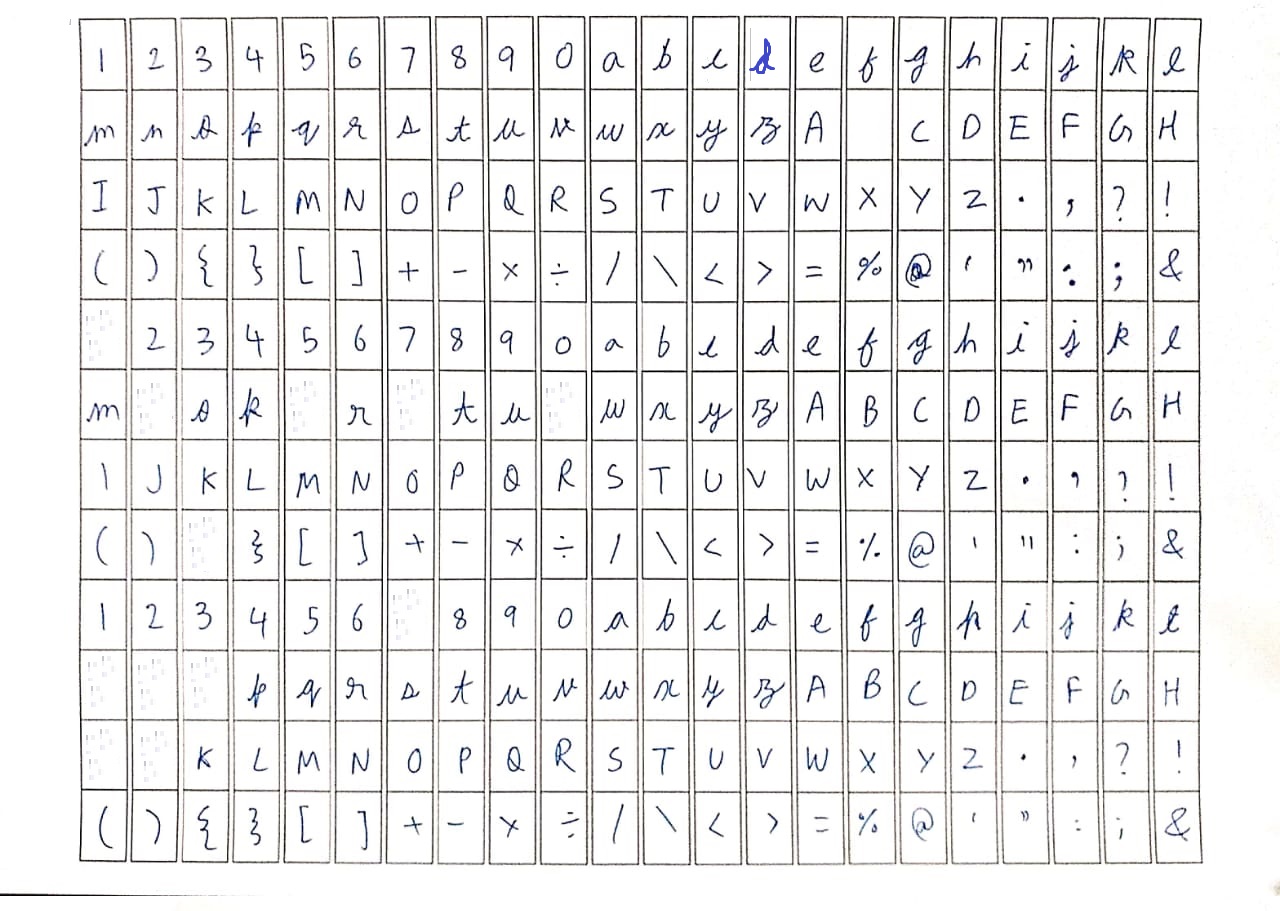 1 2 3 4 5 6 7 8 9 0 a b c d e f g h i j k l
m n o p q r s t u v w x y z A C D E F G H
I J K L M N O P Q R S T U V W X Y Z . , ? !
( ) { } [ ] + - × ÷ / \ < > = % @ ' " : ; &
2 3 4 5 6 7 8 9 0 a b c d e f g h i j k l
m o p r t u w x y z A B C D E F G H
I J K L M N O P Q R S T U V W X Y Z . , ? !
( ) } [ ] + - × ÷ / \ < > = % @ ' " : ; &
1 2 3 4 5 6 8 9 0 a b c d e f g h i j k l
p q r s t u v w x y z A B C D E F G H
K L M N O P Q R S T U V W X Y Z . , ? !
( ) { } [ ] + - × ÷ / \ < > = % @ ' " : ; &